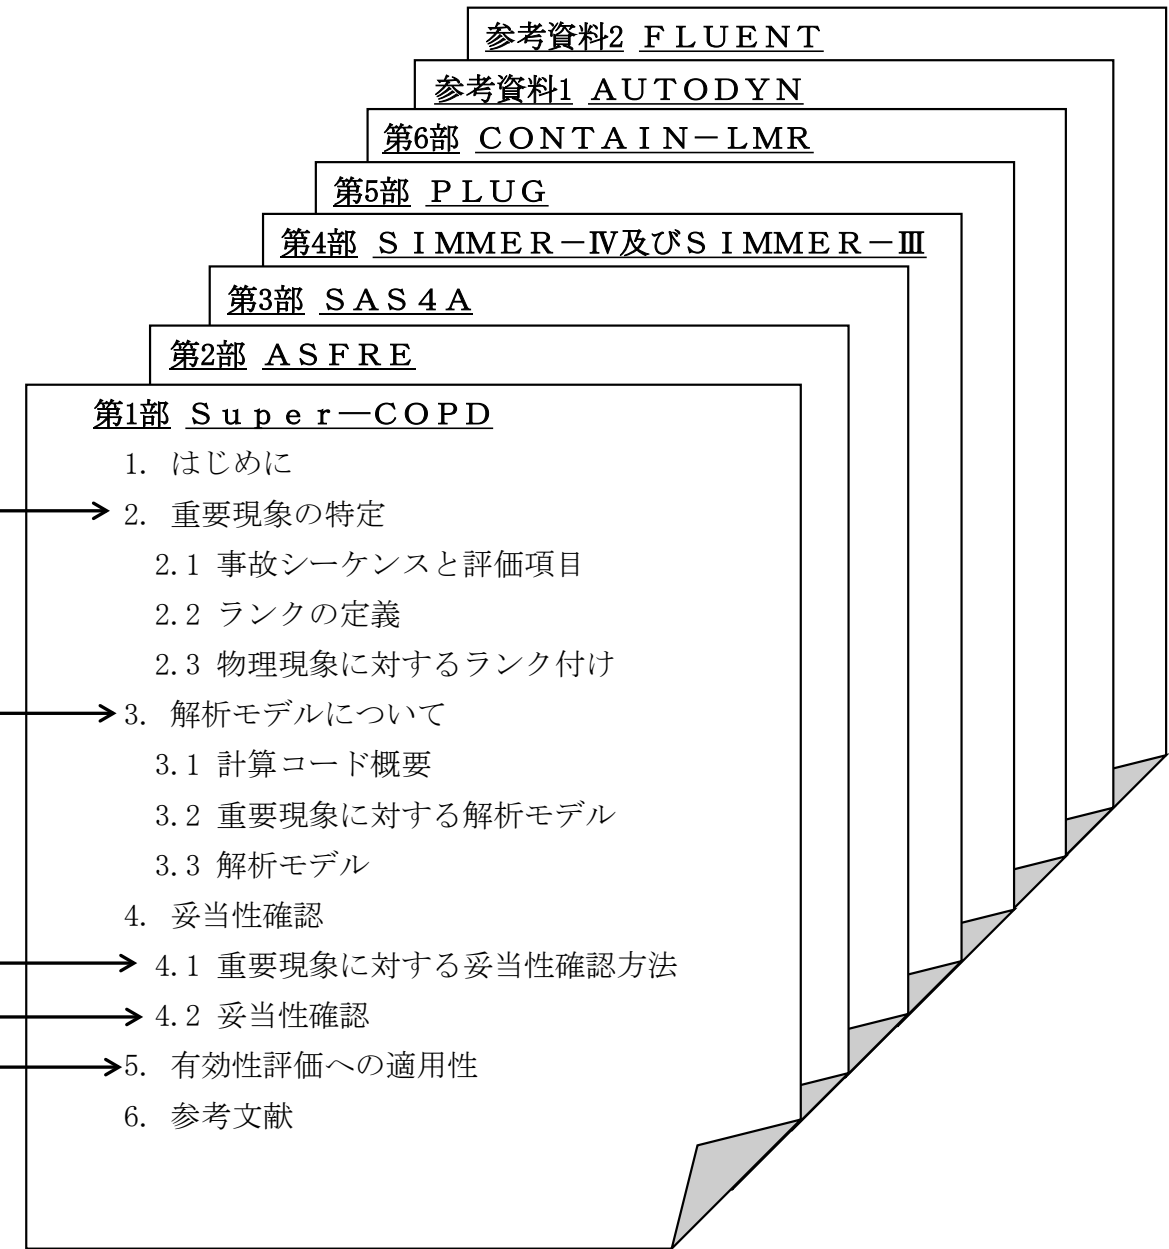 参考資料2 ＦＬＵＥＮＴ
参考資料1 ＡＵＴＯＤＹＮ
第6部 ＣＯＮＴＡＩＮ－ＬＭＲ
第5部 ＰＬＵＧ
第4部 ＳＩＭＭＥＲ－Ⅳ及びＳＩＭＭＥＲ－Ⅲ
第3部 ＳＡＳ４Ａ
第2部 ＡＳＦＲＥ
第1部 Ｓｕｐｅｒ―ＣＯＰＤ
1. はじめに
2. 重要現象の特定
2.1 事故シーケンスと評価項目
2.2 ランクの定義
2.3 物理現象に対するランク付け
3. 解析モデルについて
3.1 計算コード概要
3.2 重要現象に対する解析モデル
3.3 解析モデル
4. 妥当性確認
4.1 重要現象に対する妥当性確認方法
4.2 妥当性確認
5. 有効性評価への適用性
6. 参考文献